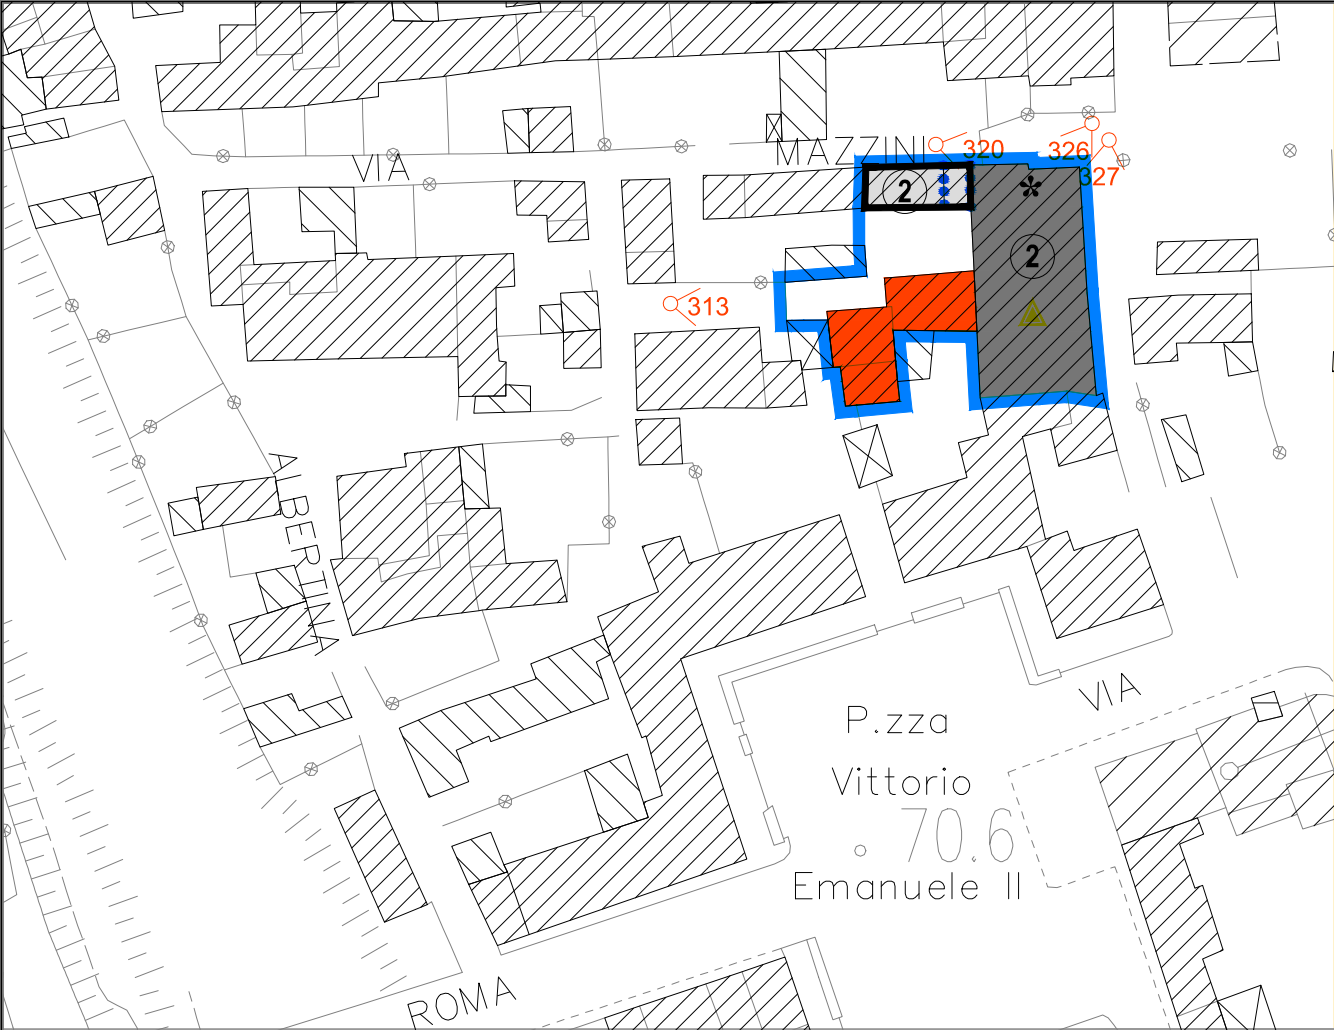 VIA
MAZZINI
320
326
327
2
2
313
ALBERTINA
VIA
P.zza
Vittorio
70.6
Emanuele II
ROMA